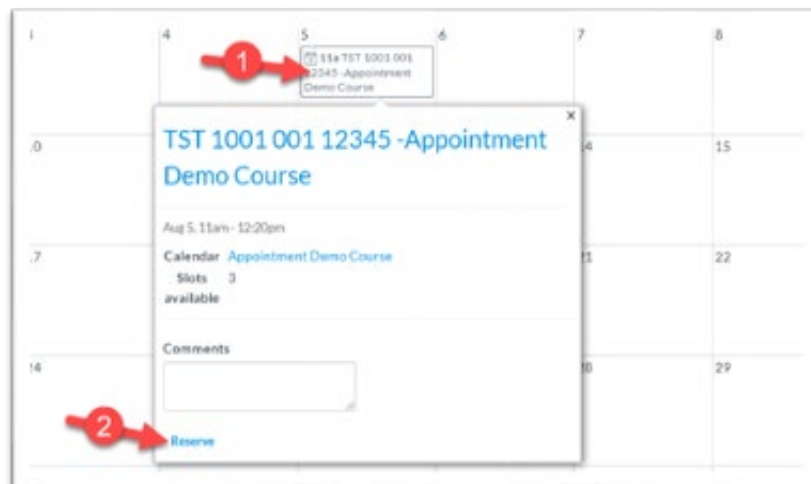 4 5 6 7 8
1
11a TST 1001 001
12345 -Appointment
Demo Course
×
TST 1001 001 12345 -Appointment
Demo Course
Aug 5, 11am - 12:20pm
Calendar Appointment Demo Course
Slots 3
available
Comments
2
Reserve
15
22
29